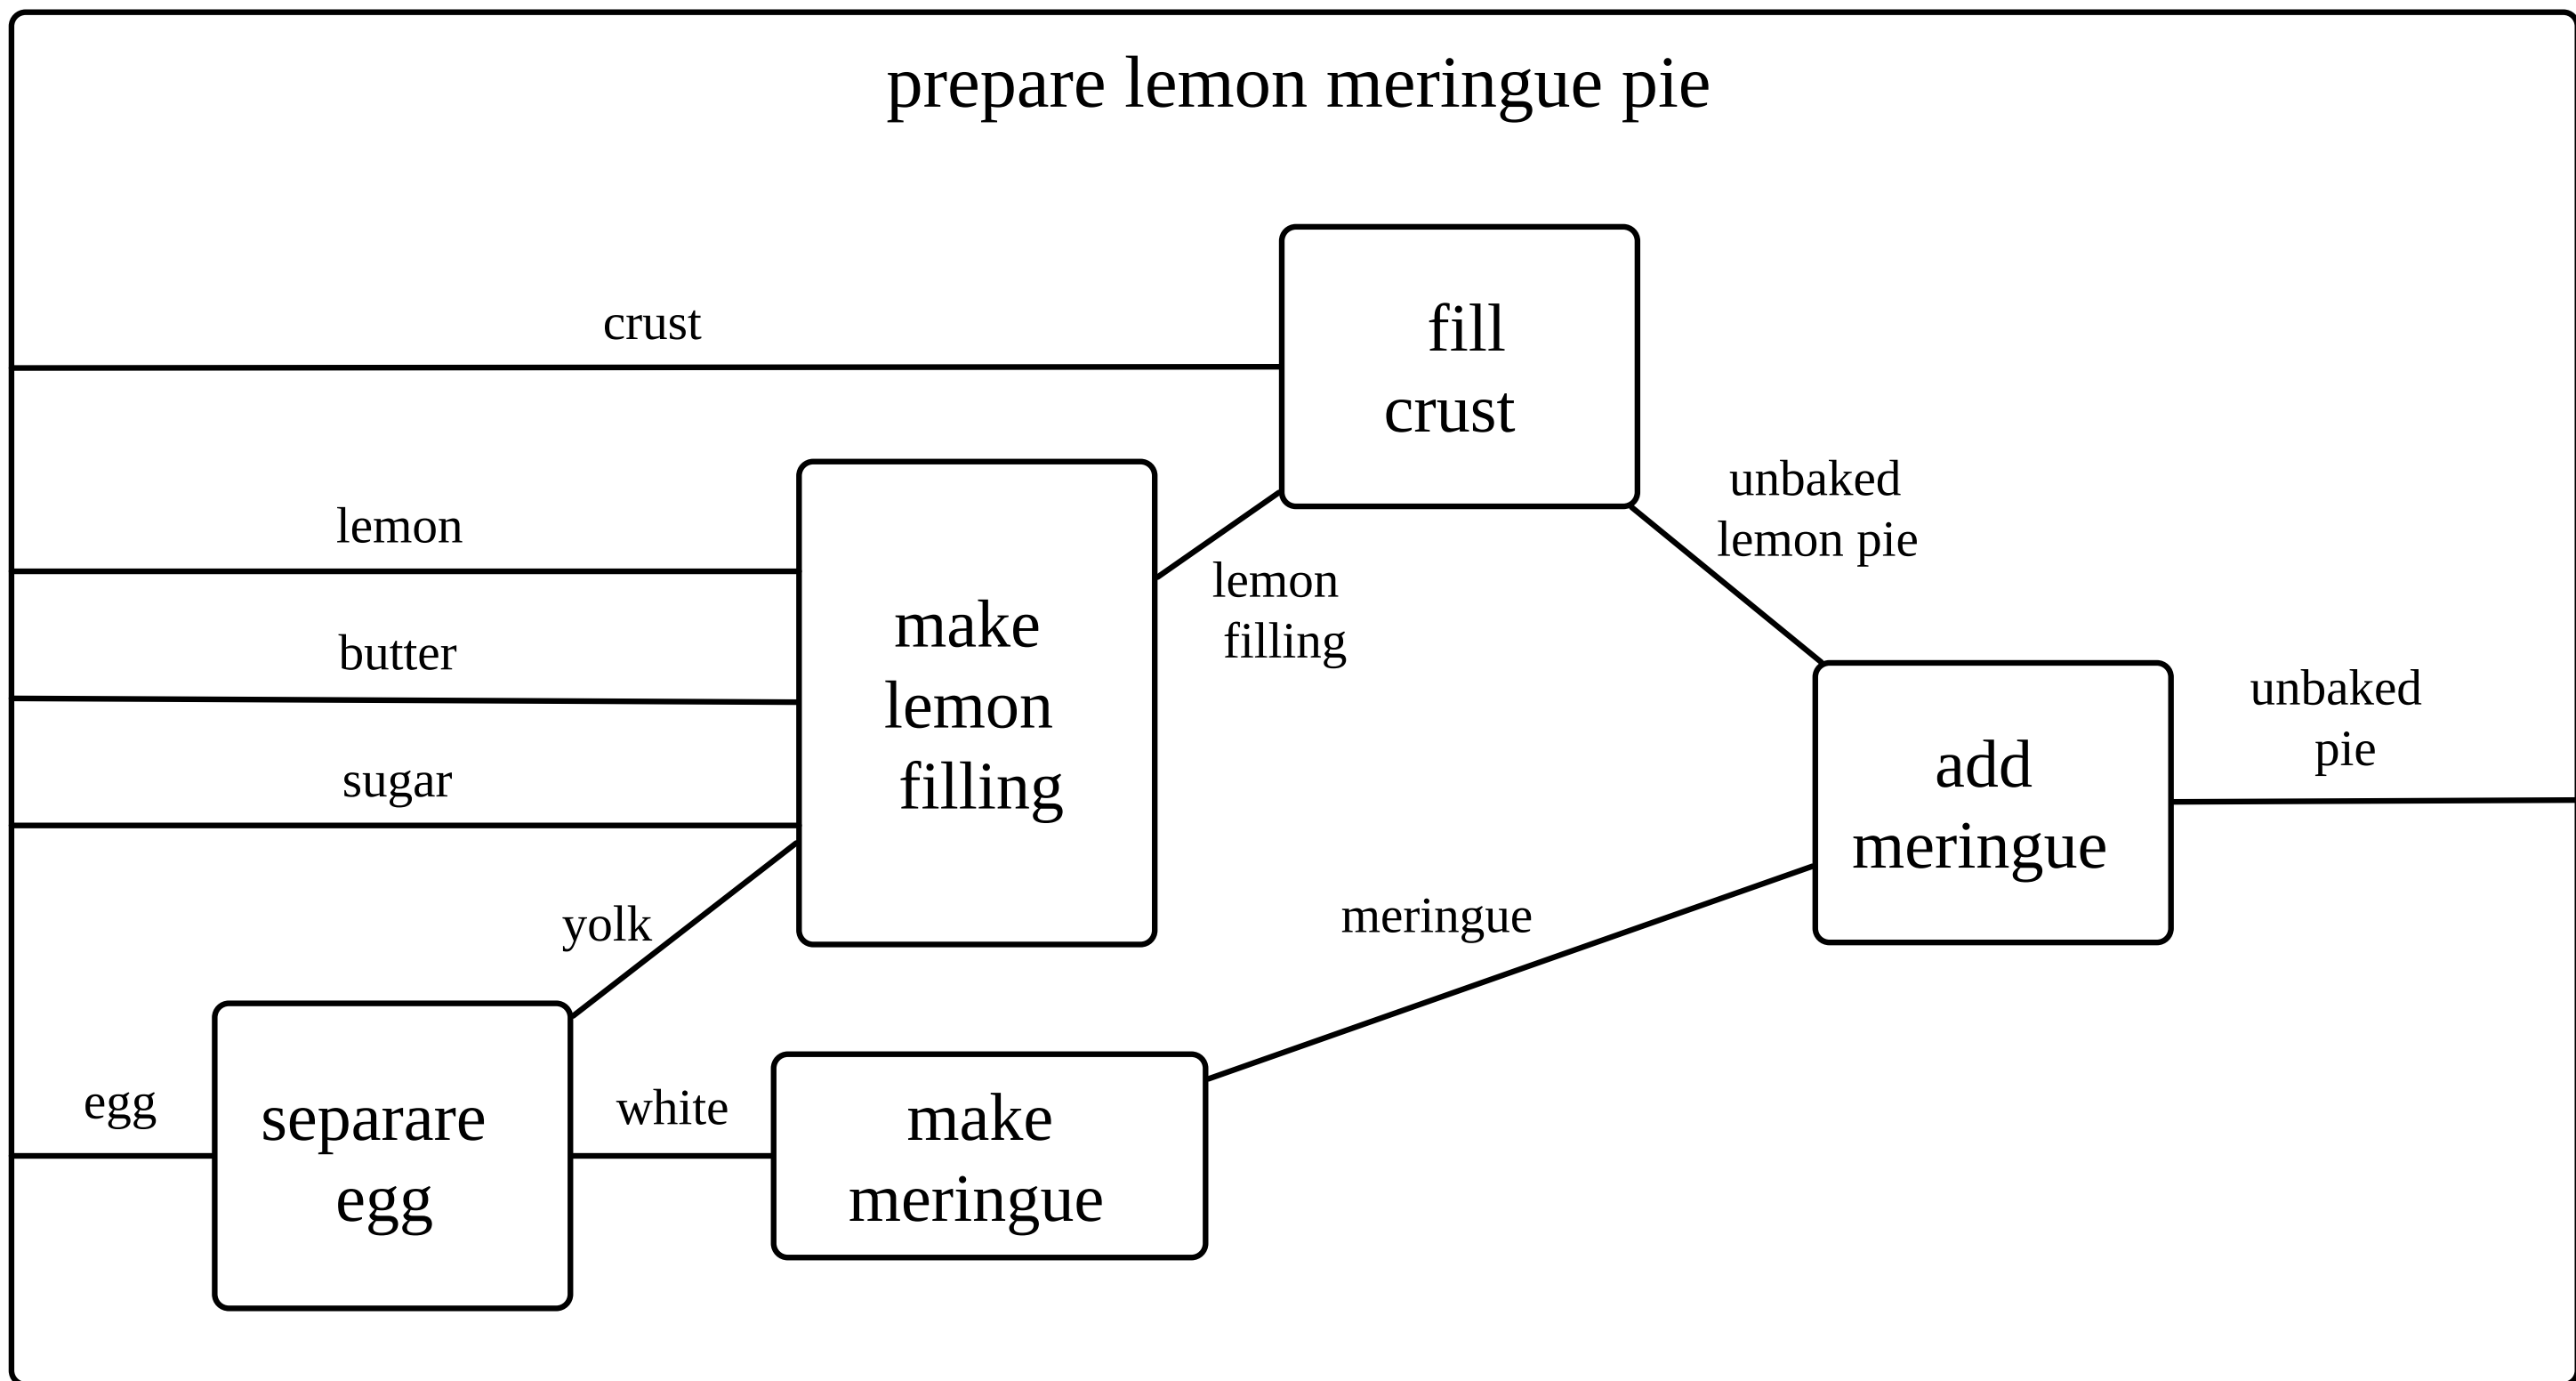 prepare lemon meringue pie
crust
fill
crust
lemon
butter
sugar
make
lemon
filling
lemon
filling
unbaked
lemon pie
yolk
egg
separare
egg
white
make
meringue
meringue
add
meringue
unbaked
pie